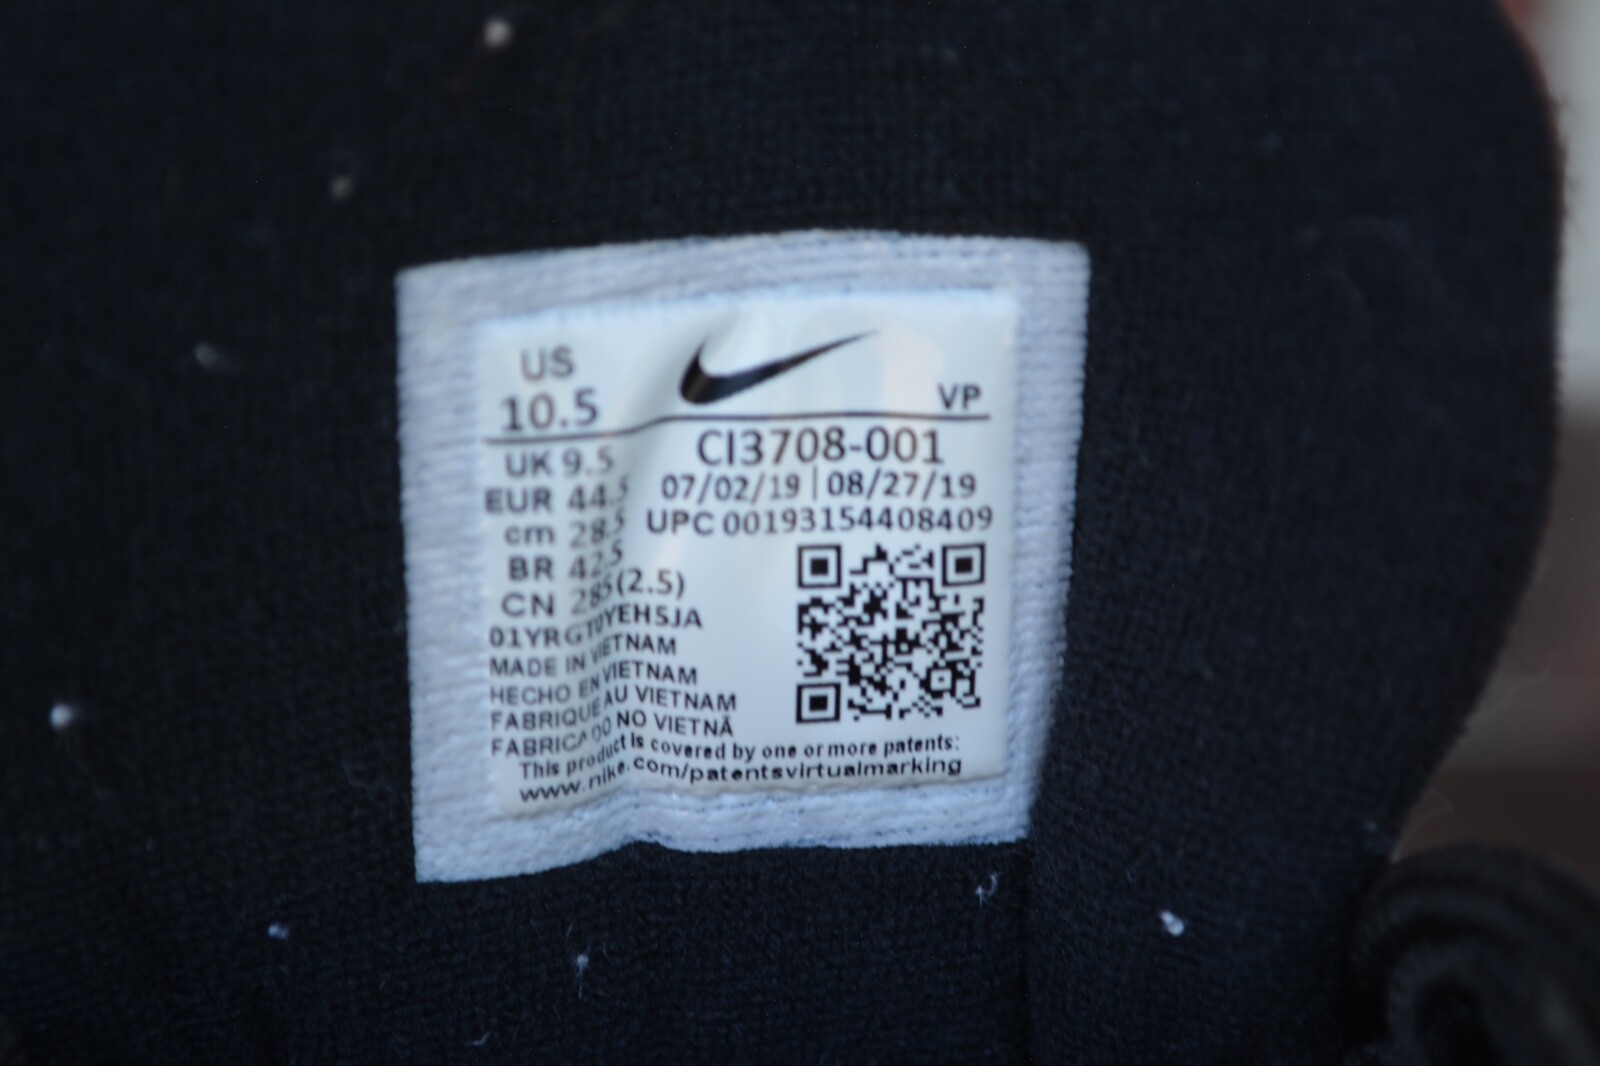 US
10.5
VP
UK 9.5
EUR 44.5
cm 28.5
BR 42.5
CN 285(2.5)
CI3708-001
07/02/19 | 08/27/19
UPC 00193154408409
MADE IN VIETNAM
HECHO EN VIETNAM
FABRIQUE AU VIETNAM
FABRICADO NO VIETNÃ
This product is covered by one or more patents:
www.nike.com/patentsvirtualmarking